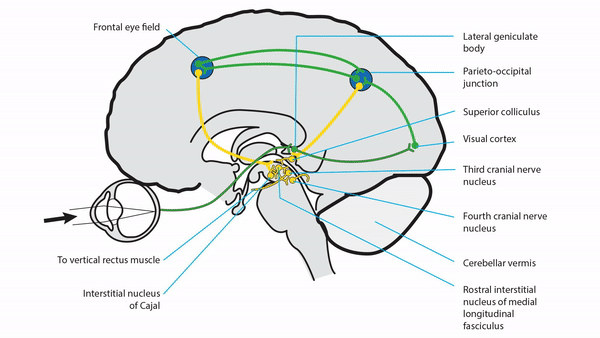 Frontal eye field
To vertical rectus muscle
Interstitial nucleus
of Cajal
Lateral geniculate
body
Parieto-occipital
junction
Superior colliculus
Visual cortex
Third cranial nerve
nucleus
Fourth cranial nerve
nucleus
Cerebellar vermis
Rostral interstitial
nucleus of medial
longitudinal
fasciculus